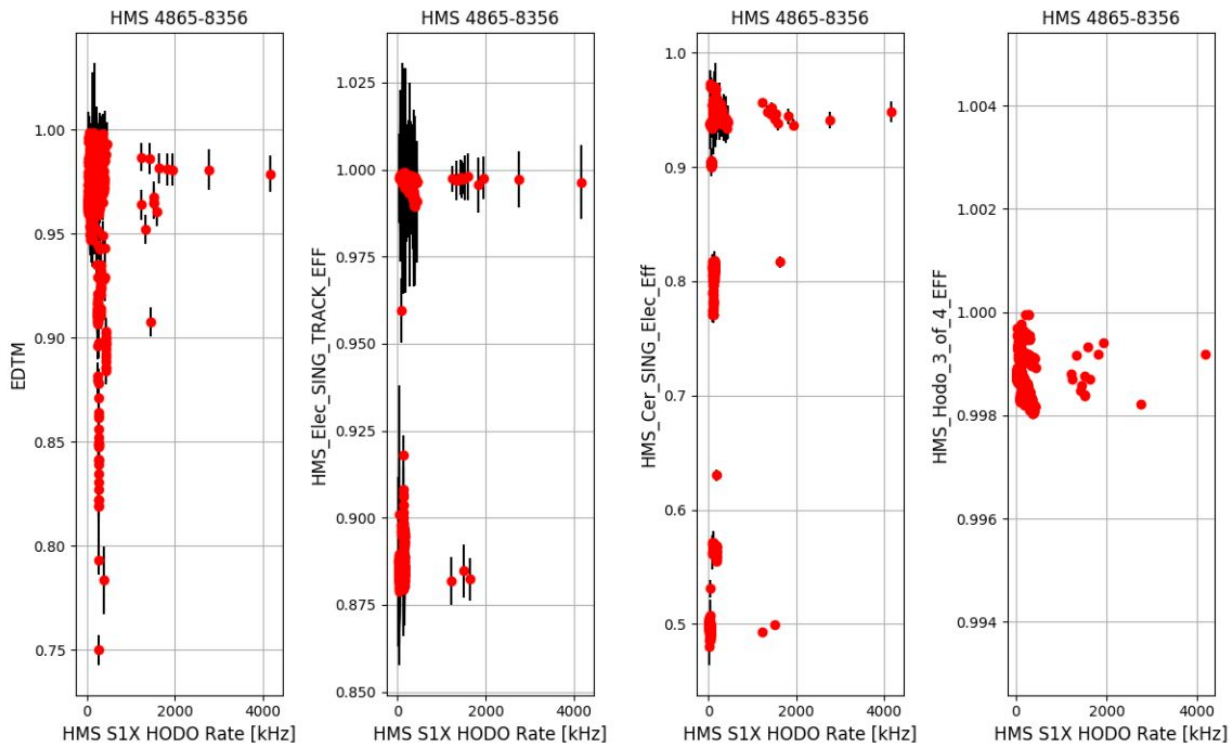 HMS 4865-8356
HMS 4865-8356
HMS 4865-8356
HMS 4865-8356
EDTM
1.00
0.95
0.90
0.85
0.80
0.75
0 2000 4000
HMS S1X HODO Rate [kHz]
HMS_Elec_SING_TRACK_EFF
1.025
1.000
0.975
0.950
0.925
0.900
0.875
0.850
0 2000 4000
HMS S1X HODO Rate [kHz]
HMS_Cer_SING_Elec_Eff
1.0
0.9
0.8
0.7
0.6
0.5
0 2000 4000
HMS S1X HODO Rate [kHz]
HMS_Hodo_3_of_4_EFF
1.004
1.002
1.000
0.998
0.996
0.994
0 2000 4000
HMS S1X HODO Rate [kHz]